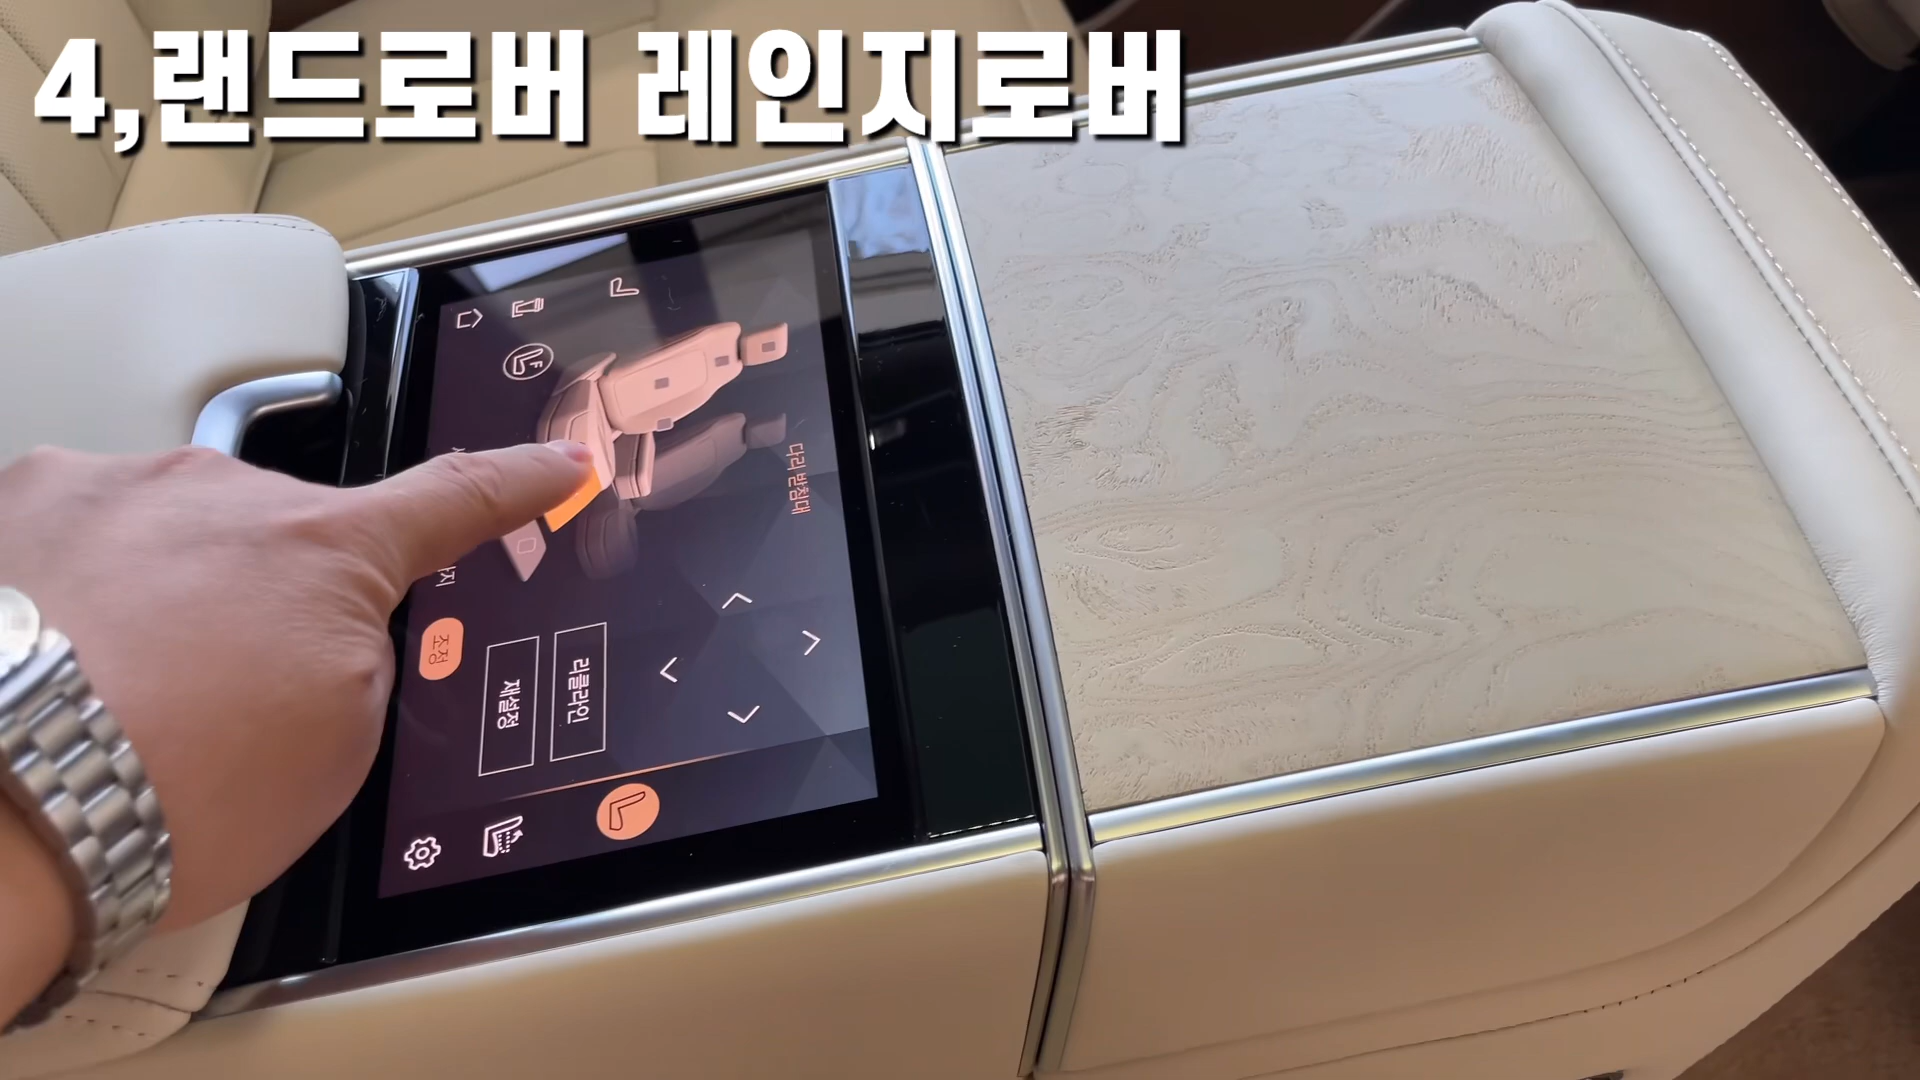 4,랜드로버 레인지로버
다리 받침대
조정
리클라인
재설정
F